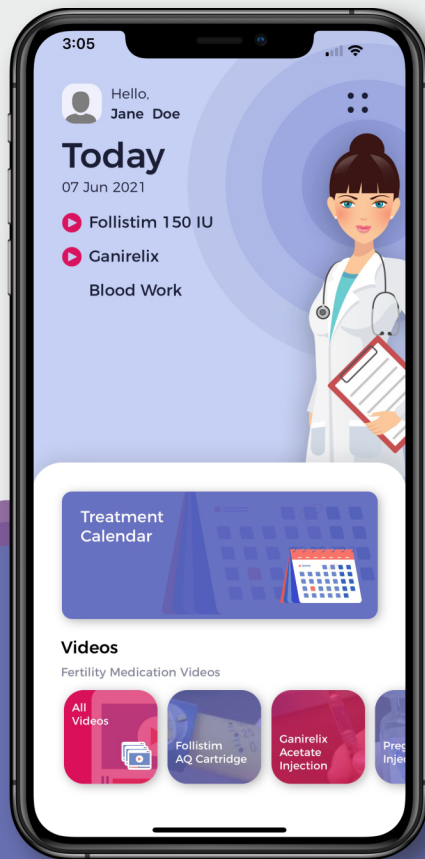 3:05
Hello,
Jane Doe
Today
07 Jun 2021
Follistim 150 IU
Ganirelix
Blood Work
Treatment
Calendar
Videos
Fertility Medication Videos
All
Videos
Follistim
AQ Cartridge
Ganirelix
Acetate
Injection